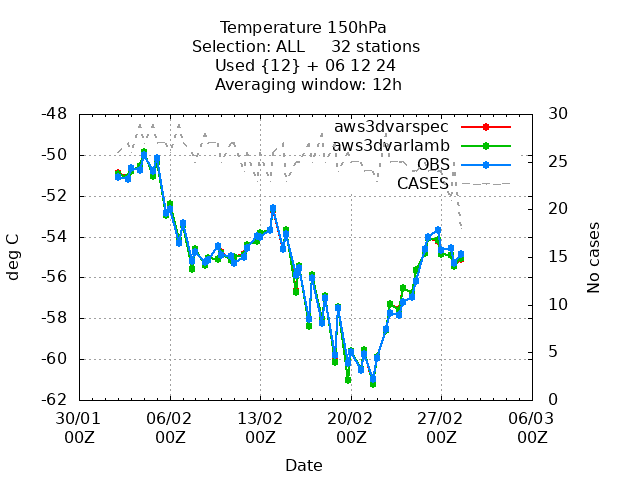 Temperature 150hPa
Selection: ALL 32 stations
Used {12} + 06 12 24
Averaging window: 12h
-48
-50
-52
-54
-56
-58
-60
-62
deg C
30
25
20
15
10
5
0
No cases
aws3dvarspec
aws3dvarlamb
OBS
CASES
30/01 06/02 13/02 20/02 27/02 06/03
00Z 00Z 00Z 00Z 00Z 00Z
Date